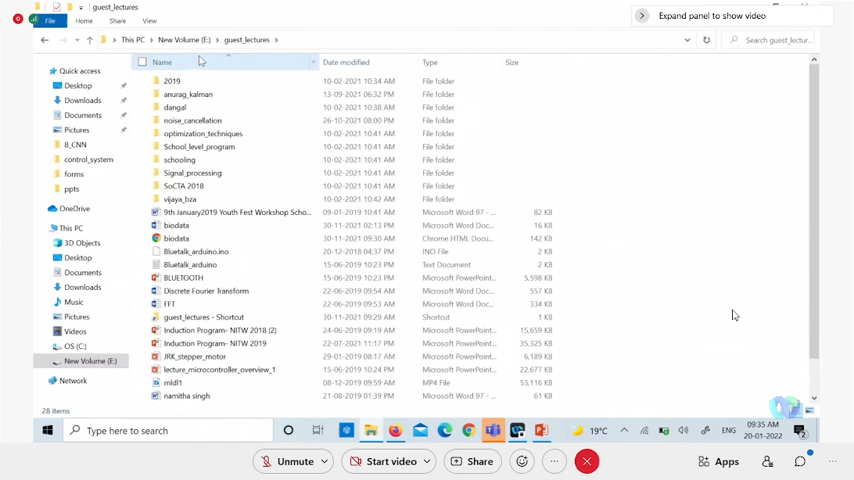 guest_lectures
File Home Share View
Expand panel to show video
This PC > New Volume (E:) > guest_lectures >
Search guest_lectur...
Name Date modified Type Size
Quick access
Desktop
Downloads
Documents
Pictures
8_CNN
control_system
forms
ppts
OneDrive
This PC
3D Objects
Desktop
Documents
Downloads
Music
Pictures
Videos
OS (C:)
New Volume (E:)
Network
2019 10-02-2021 10:34 AM File folder
anurag_kalman 13-09-2021 06:32 PM File folder
dangal 10-02-2021 10:38 AM File folder
noise_cancellation 26-10-2021 08:00 PM File folder
optimization_techniques 10-02-2021 10:41 AM File folder
School_level_program 10-02-2021 10:41 AM File folder
schooling 10-02-2021 10:41 AM File folder
Signal_processing 10-02-2021 10:41 AM File folder
SoCTA 2018 10-02-2021 10:41 AM File folder
vijaya_bza 10-02-2021 10:42 AM File folder
9th January2019 Youth Fest Workshop Scho... 09-01-2019 10:41 AM Microsoft Word 97 - ... 82 KB
biodata 30-11-2021 02:13 PM Microsoft Word Doc... 16 KB
biodata 30-11-2021 09:30 AM Chrome HTML Docu... 142 KB
Bluetalk_arduino.ino 20-12-2018 04:37 PM INO File 2 KB
Bluetalk_arduino 15-06-2019 10:23 PM Text Document 2 KB
BLUETOOTH 15-06-2019 10:23 PM Microsoft PowerPoint... 5,598 KB
Discrete Fourier Transform 22-06-2019 09:54 AM Microsoft Word Doc... 557 KB
FFT 22-06-2019 09:53 AM Microsoft Word Doc... 334 KB
guest_lectures - Shortcut 30-11-2021 09:29 AM Shortcut 1 KB
Induction Program- NITW 2018 (2) 24-06-2019 09:19 AM Microsoft PowerPoint... 15,659 KB
Induction Program- NITW 2019 22-07-2021 11:17 PM Microsoft PowerPoint... 35,325 KB
JRK_stepper_motor 29-01-2019 08:17 AM Microsoft PowerPoint... 6,189 KB
lecture_microcontroller_overview_1 15-06-2019 10:24 PM Microsoft PowerPoint... 22,677 KB
mldl1 08-12-2019 09:59 AM MP4 File 53,116 KB
namitha singh 21-08-2019 01:39 PM Microsoft Word 97 - ... 61 KB
28 items
Type here to search
19°C ENG 09:35 AM
20-01-2022
2
Unmute Start video Share ... Apps ...